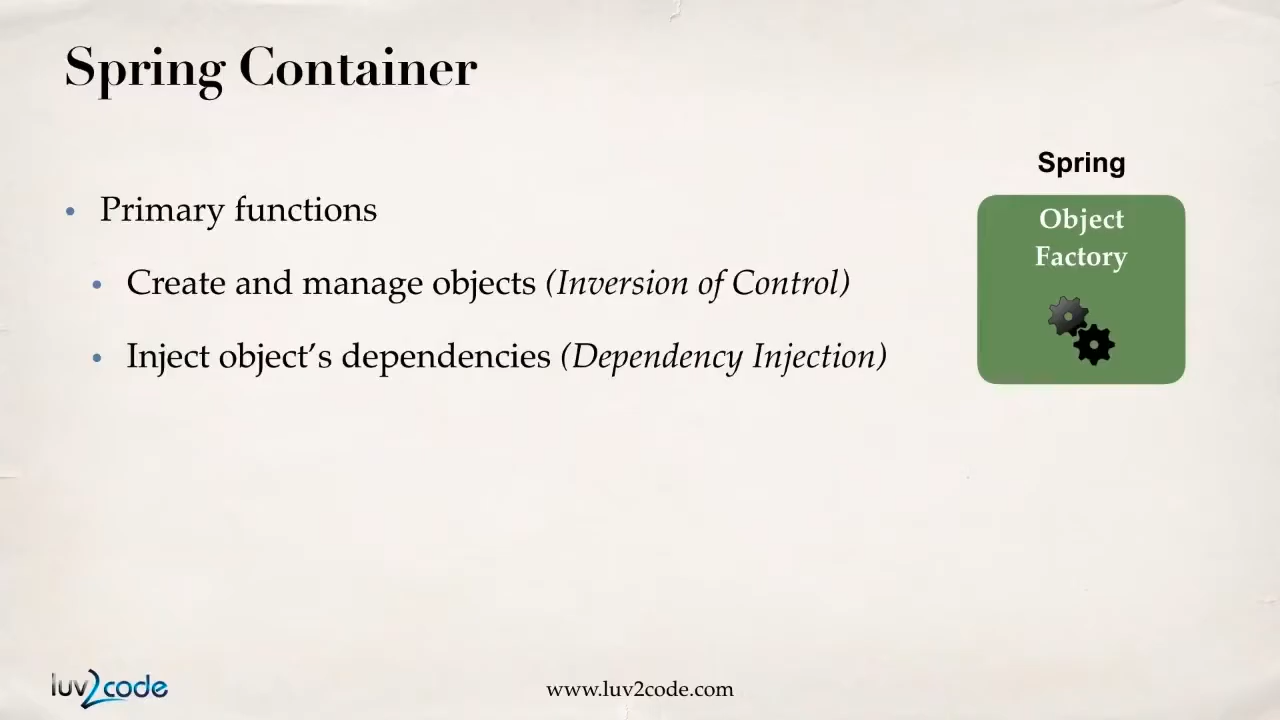 Spring Container
Spring
Object
Factory
• Primary functions
• Create and manage objects (Inversion of Control)
• Inject object’s dependencies (Dependency Injection)
luv2code
www.luv2code.com